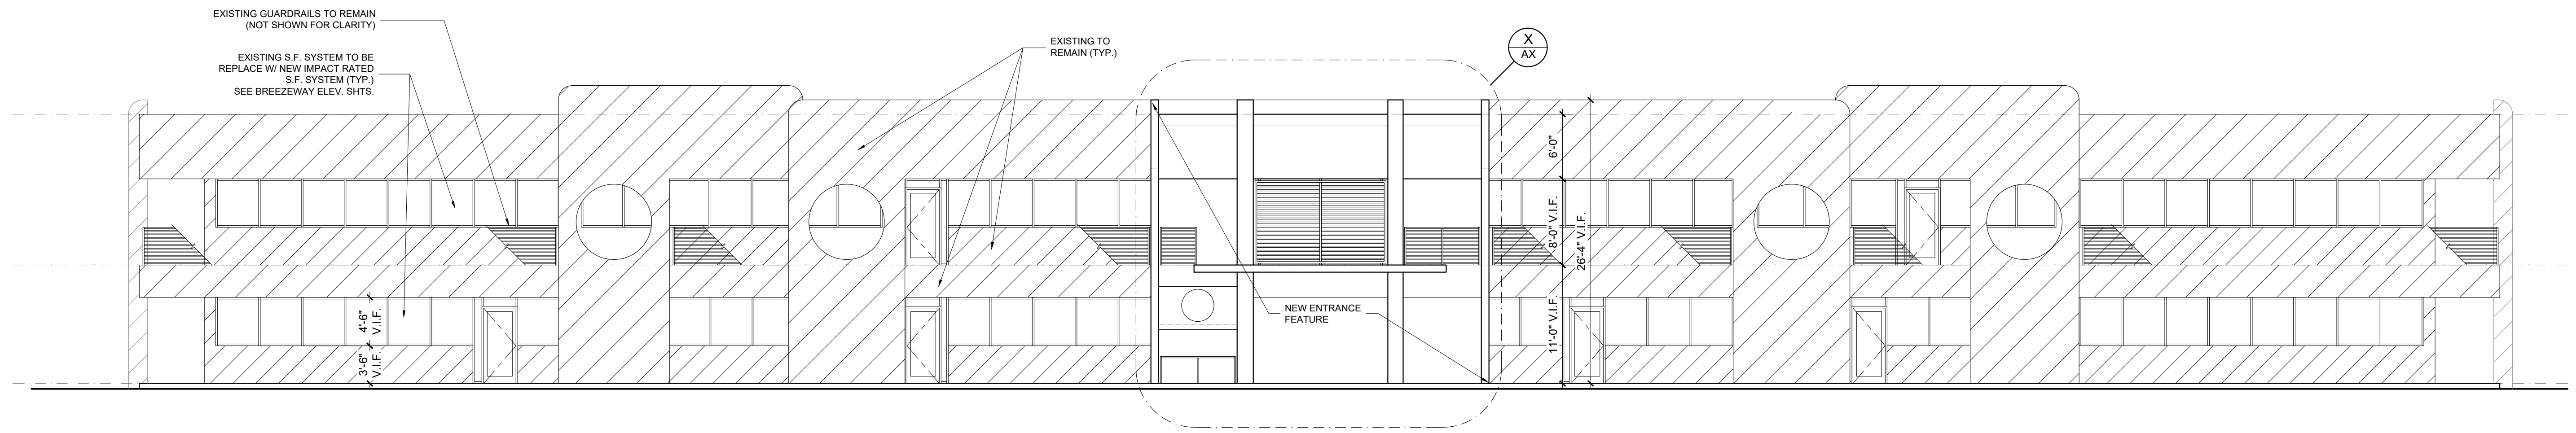 EXISTING GUARDRAILS TO REMAIN
(NOT SHOWN FOR CLARITY)
EXISTING S.F. SYSTEM TO BE
REPLACE W/ NEW IMPACT RATED
S.F. SYSTEM (TYP.)
SEE BREEZEWAY ELEV. SHTS.
EXISTING TO
REMAIN (TYP.)
X
AX
6'-0"
8'-0" V.I.F.
26'-4" V.I.F.
11'-0" V.I.F.
4'-6"
V.I.F.
3'-6"
V.I.F.
NEW ENTRANCE
FEATURE